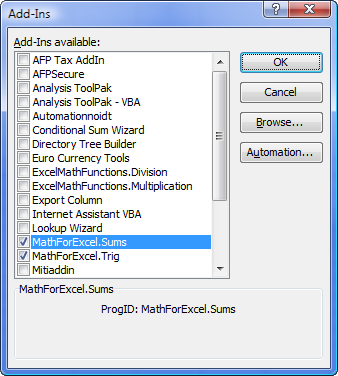 Add-Ins
Add-Ins available:
AFP Tax AddIn
AFPSecure
Analysis ToolPak
Analysis ToolPak - VBA
Automationnoidt
Conditional Sum Wizard
Directory Tree Builder
Euro Currency Tools
ExcelMathFunctions.Division
ExcelMathFunctions.Multiplication
Export Column
Internet Assistant VBA
Lookup Wizard
MathForExcel.Sums
MathForExcel.Trig
Mitiaddin
OK
Cancel
Browse...
Automation...
MathForExcel.Sums
ProgID: MathForExcel.Sums